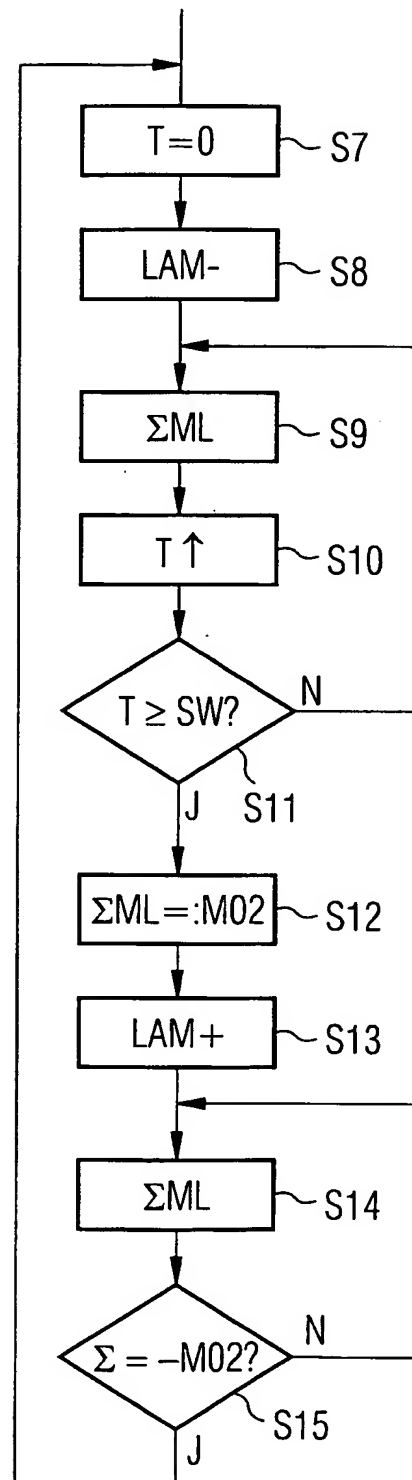 T=0
S7
LAM-
S8
ΣML
S9
T↑
S10
T ≥ SW?
N
S11
J
ΣML=:M02
S12
LAM+
S13
ΣML
S14
Σ = -M02?
N
S15
J